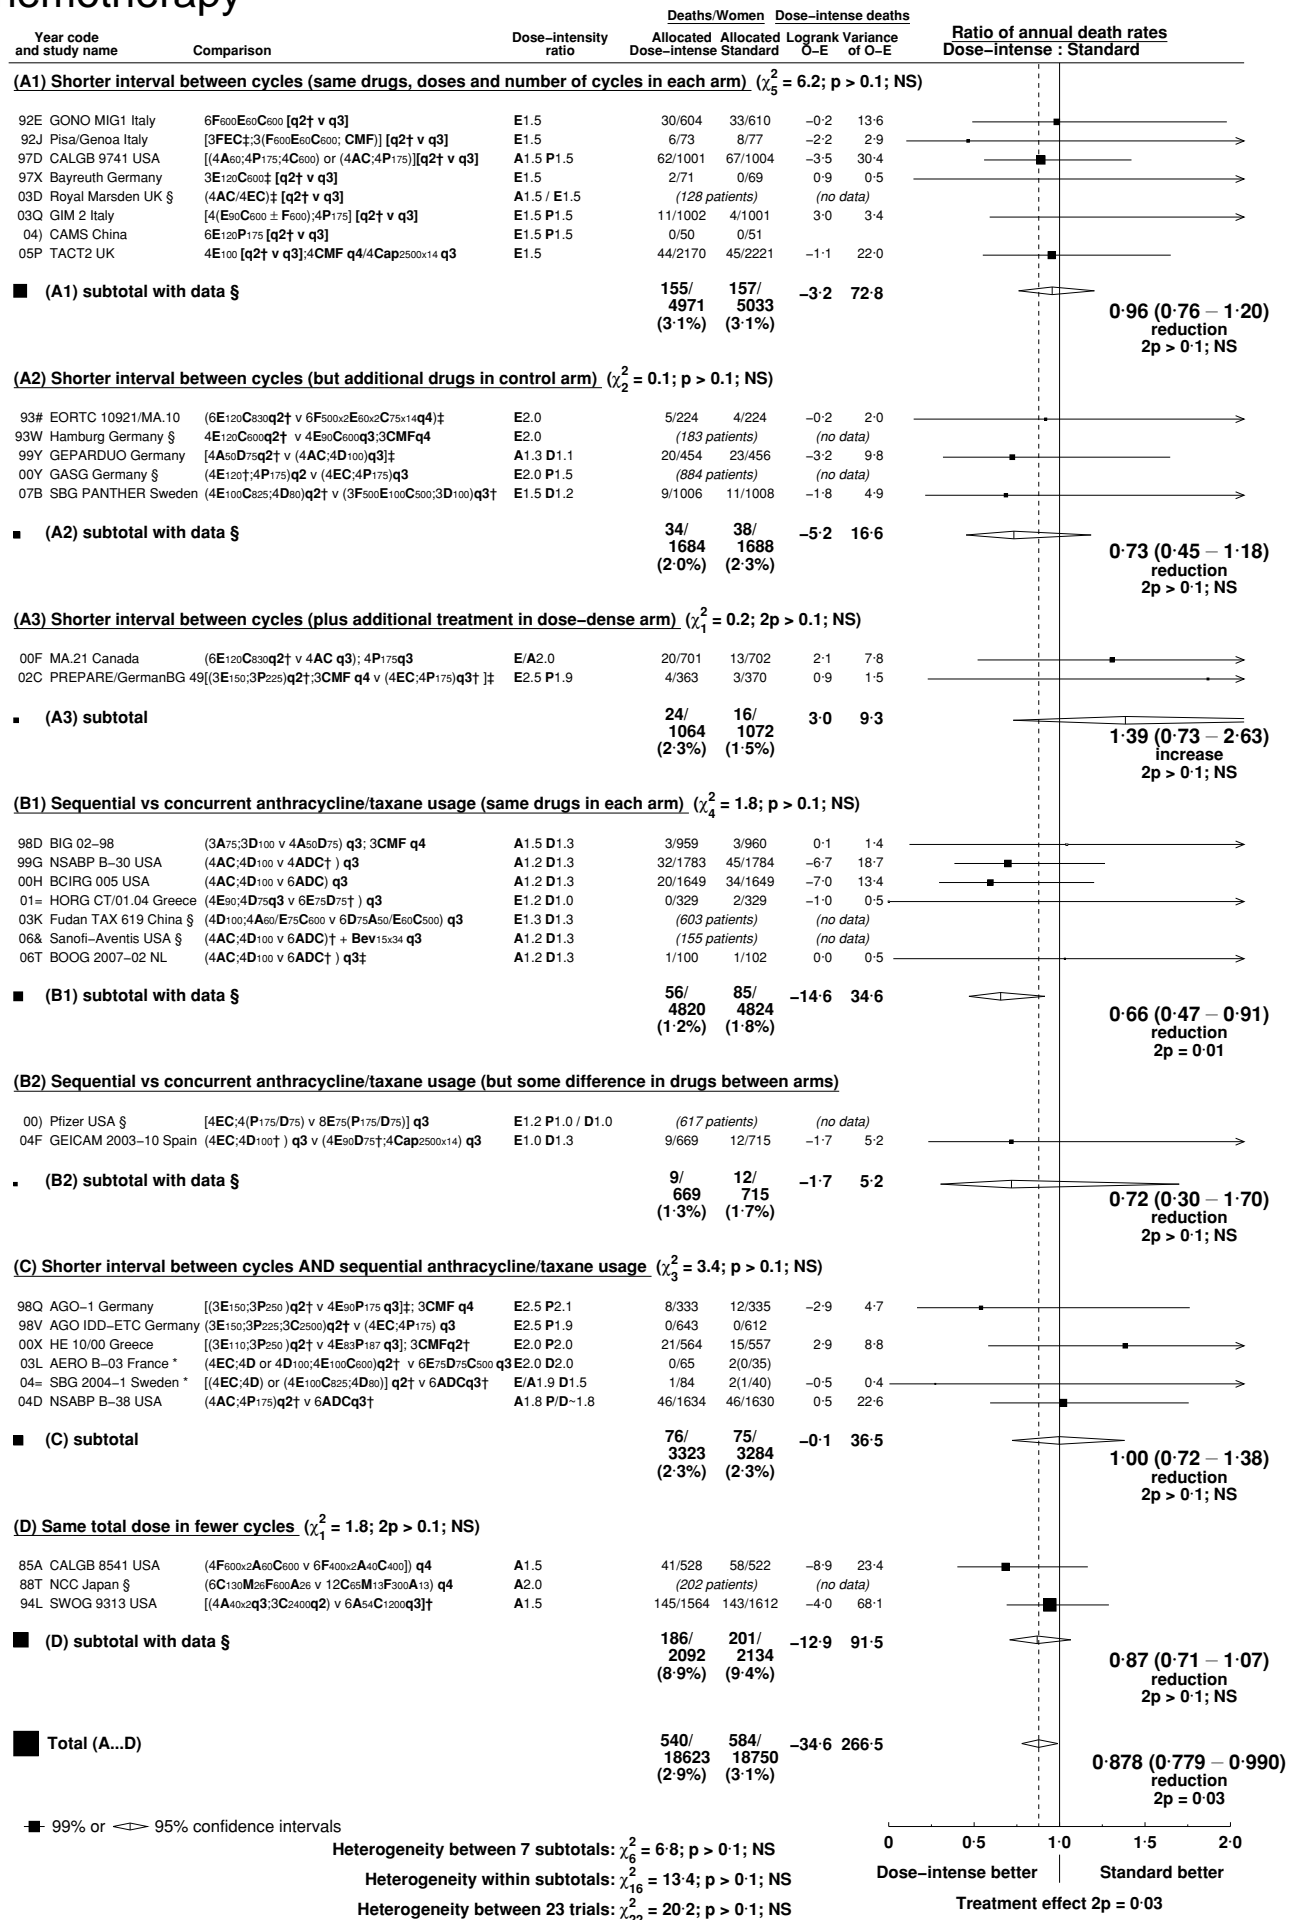 emotherapy
Deaths/Women Dose–intense deaths
Year code and study name Comparison Dose–intensity ratio Allocated Dose–intense Allocated Standard Logrank O–E Variance of O–E Ratio of annual death rates Dose–intense : Standard
(A1) Shorter interval between cycles (same drugs, doses and number of cycles in each arm) (χ²₅ = 6.2; p > 0.1; NS)
92E GONO MIG1 Italy 6F600E60C600 [q2† v q3] E1.5 30/604 33/610 –0·2 13·6
92J Pisa/Genoa Italy [3FEC‡;3(F600E60C600; CMF)] [q2† v q3] E1.5 6/73 8/77 –2·2 2·9
97D CALGB 9741 USA [(4A60;4P175;4C600) or (4AC;4P175)][q2† v q3] A1.5 P1.5 62/1001 67/1004 –3·5 30·4
97X Bayreuth Germany 3E120C600‡ [q2† v q3] E1.5 2/71 0/69 0·9 0·5
03D Royal Marsden UK § (4AC/4EC)‡ [q2† v q3] A1.5 / E1.5 (128 patients) (no data)
03Q GIM 2 Italy [4(E90C600 ± F600);4P175] [q2† v q3] E1.5 P1.5 11/1002 4/1001 3·0 3·4
04) CAMS China 6E120P175 [q2† v q3] E1.5 P1.5 0/50 0/51
05P TACT2 UK 4E100 [q2† v q3];4CMF q4/4Cap2500x14 q3 E1.5 44/2170 45/2221 –1·1 22·0
(A1) subtotal with data § 155/4971 (3·1%) 157/5033 (3·1%) –3·2 72·8
0·96 (0·76 – 1·20)
reduction
2p > 0·1; NS
(A2) Shorter interval between cycles (but additional drugs in control arm) (χ²₂ = 0.1; p > 0.1; NS)
93# EORTC 10921/MA.10 (6E120C830q2† v 6F500x2E60x2C75x14q4)‡ E2.0 5/224 4/224 –0·2 2·0
93W Hamburg Germany § 4E120C600q2† v 4E90C600q3;3CMFq4 E2.0 (183 patients) (no data)
99Y GEPARDUO Germany [4A50D75q2† v (4AC;4D100)q3]‡ A1.3 D1.1 20/454 23/456 –3·2 9·8
00Y GASG Germany § (4E120†;4P175)q2 v (4EC;4P175)q3 E2.0 P1.5 (884 patients) (no data)
07B SBG PANTHER Sweden (4E100C825;4D80)q2† v (3F500E100C500;3D100)q3† E1.5 D1.2 9/1006 11/1008 –1·8 4·9
(A2) subtotal with data § 34/1684 (2·0%) 38/1688 (2·3%) –5·2 16·6
0·73 (0·45 – 1·18)
reduction
2p > 0·1; NS
(A3) Shorter interval between cycles (plus additional treatment in dose–dense arm) (χ²₁ = 0.2; 2p > 0.1; NS)
00F MA.21 Canada (6E120C830q2† v 4AC q3); 4P175q3 E/A2.0 20/701 13/702 2·1 7·8
02C PREPARE/GermanBG 49[(3E150;3P225)q2†;3CMF q4 v (4EC;4P175)q3† ]‡ E2.5 P1.9 4/363 3/370 0·9 1·5
(A3) subtotal 24/1064 (2·3%) 16/1072 (1·5%) 3·0 9·3
1·39 (0·73 – 2·63)
increase
2p > 0·1; NS
(B1) Sequential vs concurrent anthracycline/taxane usage (same drugs in each arm) (χ²₄ = 1.8; p > 0.1; NS)
98D BIG 02–98 (3A75;3D100 v 4A50D75) q3; 3CMF q4 A1.5 D1.3 3/959 3/960 0·1 1·4
99G NSABP B–30 USA (4AC;4D100 v 4ADC† ) q3 A1.2 D1.3 32/1783 45/1784 –6·7 18·7
00H BCIRG 005 USA (4AC;4D100 v 6ADC) q3 A1.2 D1.3 20/1649 34/1649 –7·0 13·4
01= HORG CT/01.04 Greece (4E90;4D75q3 v 6E75D75† ) q3 E1.2 D1.0 0/329 2/329 –1·0 0·5
03K Fudan TAX 619 China § (4D100;4A60/E75C600 v 6D75A50/E60C500) q3 E1.3 D1.3 (603 patients) (no data)
06& Sanofi–Aventis USA § (4AC;4D100 v 6ADC)† + Bev15x34 q3 A1.2 D1.3 (155 patients) (no data)
06T BOOG 2007–02 NL (4AC;4D100 v 6ADC† ) q3‡ A1.2 D1.3 1/100 1/102 0·0 0·5
(B1) subtotal with data § 56/4820 (1·2%) 85/4824 (1·8%) –14·6 34·6
0·66 (0·47 – 0·91)
reduction
2p = 0·01
(B2) Sequential vs concurrent anthracycline/taxane usage (but some difference in drugs between arms)
00) Pfizer USA § [4EC;4(P175/D75) v 8E75(P175/D75)] q3 E1.2 P1.0 / D1.0 (617 patients) (no data)
04F GEICAM 2003–10 Spain (4EC;4D100† ) q3 v (4E90D75†;4Cap2500x14) q3 E1.0 D1.3 9/669 12/715 –1·7 5·2
(B2) subtotal with data § 9/669 (1·3%) 12/715 (1·7%) –1·7 5·2
0·72 (0·30 – 1·70)
reduction
2p > 0·1; NS
(C) Shorter interval between cycles AND sequential anthracycline/taxane usage (χ²₃ = 3.4; p > 0.1; NS)
98Q AGO–1 Germany [(3E150;3P250 )q2† v 4E90P175 q3]‡; 3CMF q4 E2.5 P2.1 8/333 12/335 –2·9 4·7
98V AGO IDD–ETC Germany (3E150;3P225;3C2500)q2† v (4EC;4P175) q3 E2.5 P1.9 0/643 0/612
00X HE 10/00 Greece [(3E110;3P250 )q2† v 4E83P187 q3]; 3CMFq2† E2.0 P2.0 21/564 15/557 2·9 8·8
03L AERO B–03 France * (4EC;4D or 4D100;4E100C600)q2† v 6E75D75C500 q3 E2.0 D2.0 0/65 2(0/35)
04= SBG 2004–1 Sweden * [(4EC;4D) or (4E100C825;4D80)] q2† v 6ADCq3† E/A1.9 D1.5 1/84 2(1/40) –0·5 0·4
04D NSABP B–38 USA (4AC;4P175)q2† v 6ADCq3† A1.8 P/D~1.8 46/1634 46/1630 0·5 22·6
(C) subtotal 76/3323 (2·3%) 75/3284 (2·3%) –0·1 36·5
1·00 (0·72 – 1·38)
reduction
2p > 0·1; NS
(D) Same total dose in fewer cycles (χ²₁ = 1.8; 2p > 0.1; NS)
85A CALGB 8541 USA (4F600x2A60C600 v 6F400x2A40C400]) q4 A1.5 41/528 58/522 –8·9 23·4
88T NCC Japan § (6C130M26F600A26 v 12C65M13F300A13) q4 A2.0 (202 patients) (no data)
94L SWOG 9313 USA [(4A40x2q3;3C2400q2) v 6A54C1200q3]† A1.5 145/1564 143/1612 –4·0 68·1
(D) subtotal with data § 186/2092 (8·9%) 201/2134 (9·4%) –12·9 91·5
0·87 (0·71 – 1·07)
reduction
2p > 0·1; NS
Total (A...D) 540/18623 (2·9%) 584/18750 (3·1%) –34·6 266·5
0·878 (0·779 – 0·990)
reduction
2p = 0·03
99% or 95% confidence intervals
0 0·5 1·0 1·5 2·0
Heterogeneity between 7 subtotals: χ²₆ = 6·8; p > 0·1; NS
Dose–intense better Standard better
Heterogeneity within subtotals: χ²₁₆ = 13·4; p > 0·1; NS
Treatment effect 2p = 0·03
Heterogeneity between 23 trials: χ²₂₂ = 20·2; p > 0·1; NS